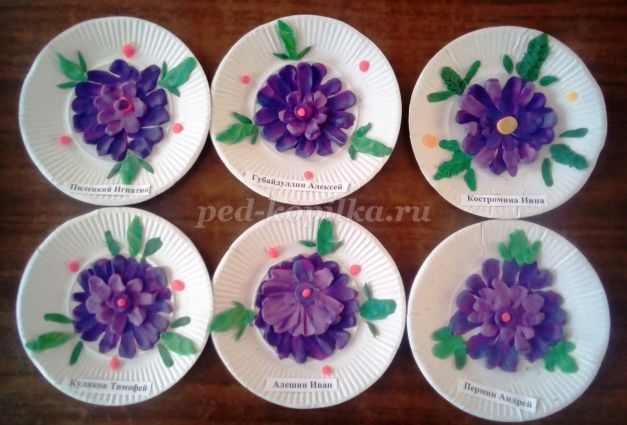 Пилецкий Игнатий
Губайдуллин Алексей
Костромина Нина
ped-kopilka.ru
Куликов Тимофей
Алешин Иван
Пермин Андрей